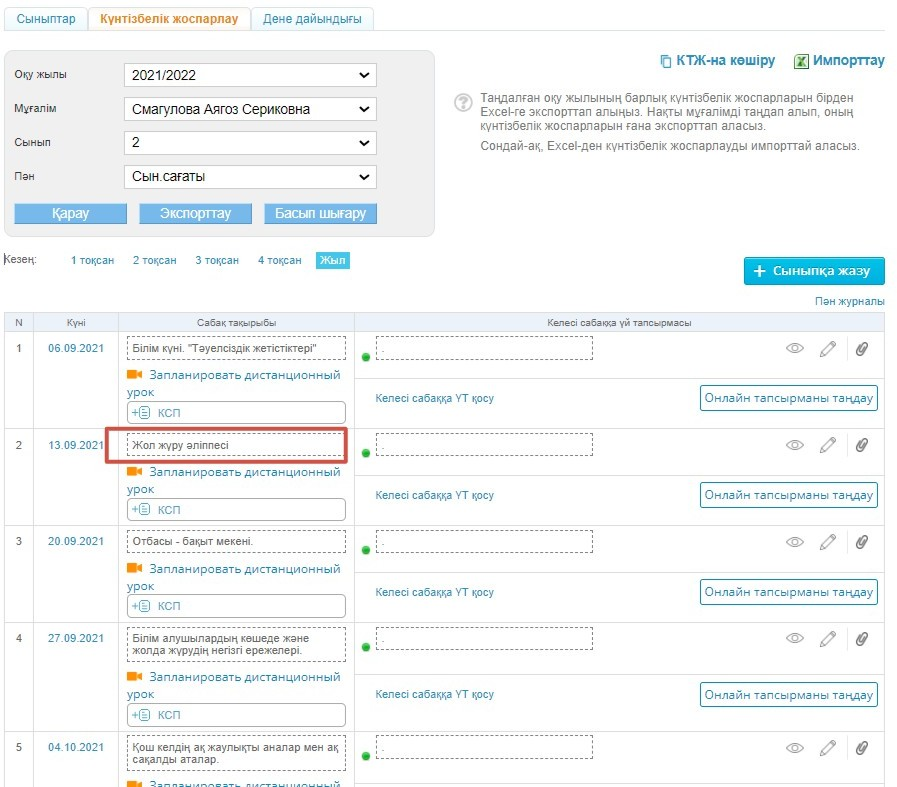 Сыныптар Күнтізбелік жоспарлау Дене дайындығы
КТЖ-на көшіру Импорттау
Оқу жылы 2021/2022
Мұғалім Смагулова Аягоз Сериковна
Сынып 2
Пән Сын.сағаты
Қарау Экспорттау Басып шығару
Таңдалған оқу жылының барлық күнтізбелік жоспарларын бірден
Excel-ге экспорттап алыңыз. Нақты мұғалімді таңдап алып, оның
күнтізбелік жоспарларын ғана экспорттап аласыз.
Сондай-ақ, Excel-ден күнтізбелік жоспарлауды импорттай аласыз.
Кезең: 1 тоқсан 2 тоқсан 3 тоқсан 4 тоқсан Жыл
+ Сыныпқа жазу
Пән журналы
N Күні Сабақ тақырыбы Келесі сабаққа үй тапсырмасы
1 06.09.2021 Білім күні. "Тәуелсіздік жетістіктері" .
Запланировать дистанционный
урок
Келесі сабаққа ҮТ қосу Онлайн тапсырманы таңдау
+ КСП
2 13.09.2021 Жол жүру әліппесі .
Запланировать дистанционный
урок
Келесі сабаққа ҮТ қосу Онлайн тапсырманы таңдау
+ КСП
3 20.09.2021 Отбасы - бақыт мекені. .
Запланировать дистанционный
урок
Келесі сабаққа ҮТ қосу Онлайн тапсырманы таңдау
+ КСП
4 27.09.2021 Білім алушылардың көшеде және
жолда жүрудің негізгі ережелері. .
Запланировать дистанционный
урок
Келесі сабаққа ҮТ қосу Онлайн тапсырманы таңдау
+ КСП
5 04.10.2021 Қош келдің ақ жаулықты аналар мен ақ
сақалды аталар. .
Запланировать дистанционный